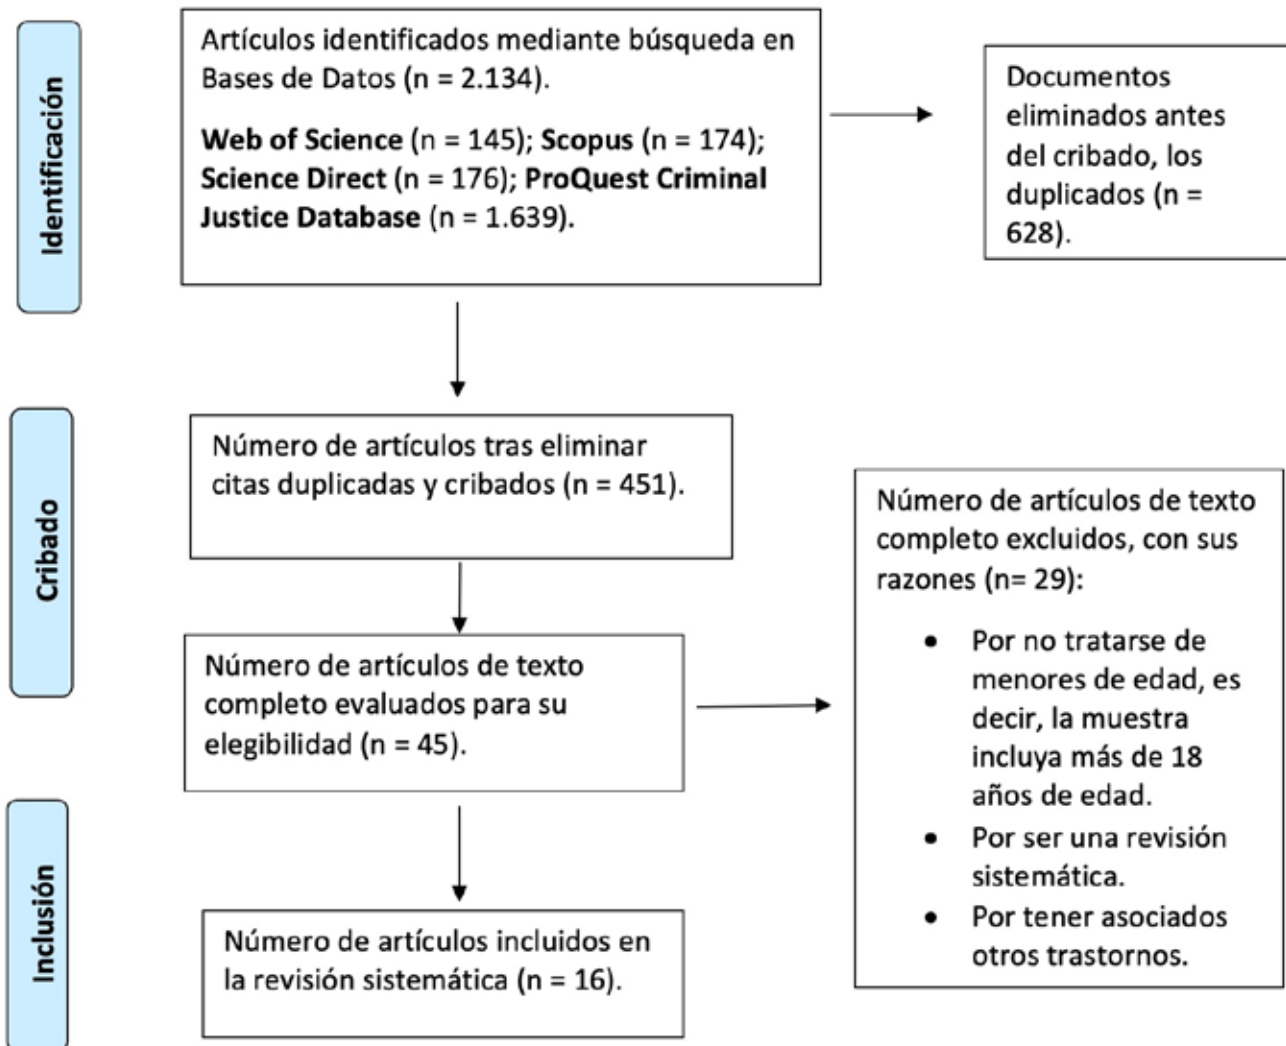 Identificación
Artículos identificados mediante búsqueda en
Bases de Datos (n = 2.134).
Web of Science (n = 145); Scopus (n = 174);
Science Direct (n = 176); ProQuest Criminal
Justice Database (n = 1.639).
Documentos
eliminados antes
del cribado, los
duplicados (n =
628).
Cribado
Número de artículos tras eliminar
citas duplicadas y cribados (n = 451).
Número de artículos de texto
completo evaluados para su
elegibilidad (n = 45).
Número de artículos de texto
completo excluidos, con sus
razones (n= 29):
• Por no tratarse de
menores de edad, es
decir, la muestra
incluya más de 18
años de edad.
• Por ser una revisión
sistemática.
• Por tener asociados
otros trastornos.
Inclusión
Número de artículos incluidos en
la revisión sistemática (n = 16).